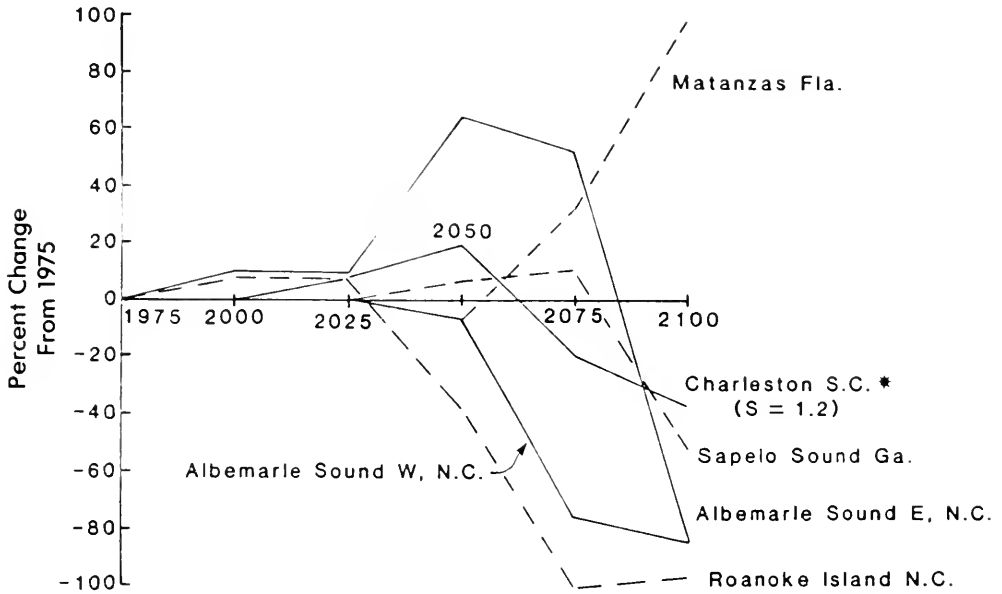 100
80
60
40
20
0
-20
-40
-60
-80
-100
Percent Change
From 1975
1975 2000 2025 2075 2100
2050
Matanzas Fla.
Charleston S.C. *
(S = 1.2)
Sapelo Sound Ga.
Albemarle Sound W, N.C.
Albemarle Sound E, N.C.
Roanoke Island N.C.